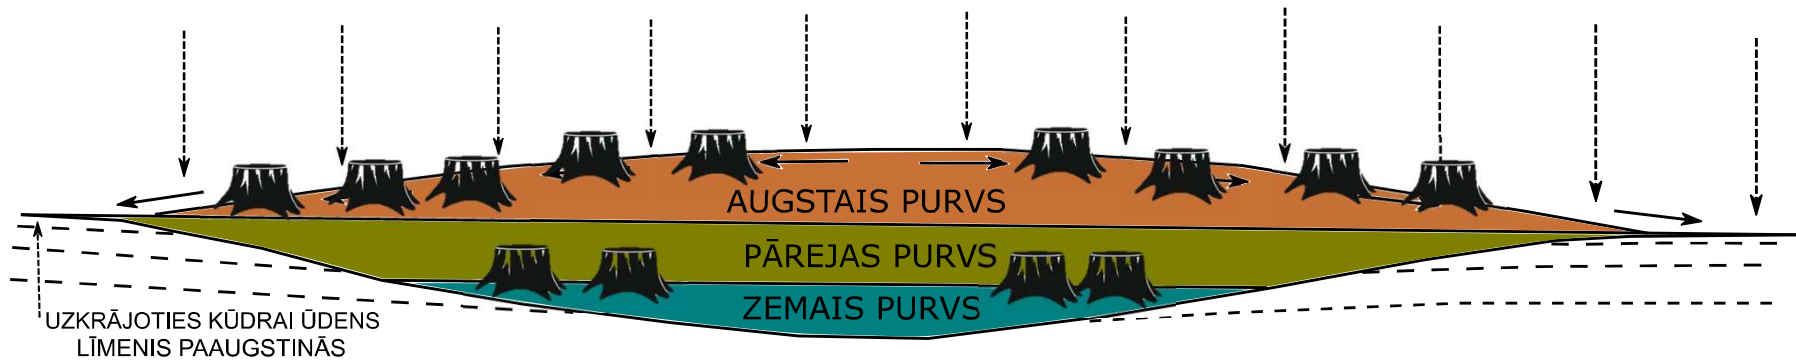 AUGSTAIS PURVS
PĀREJAS PURVS
ZEMAIS PURVS
UZKRĀJOTIES KŪDRAI ŪDENS
LĪMENIS PAAUGSTINĀS